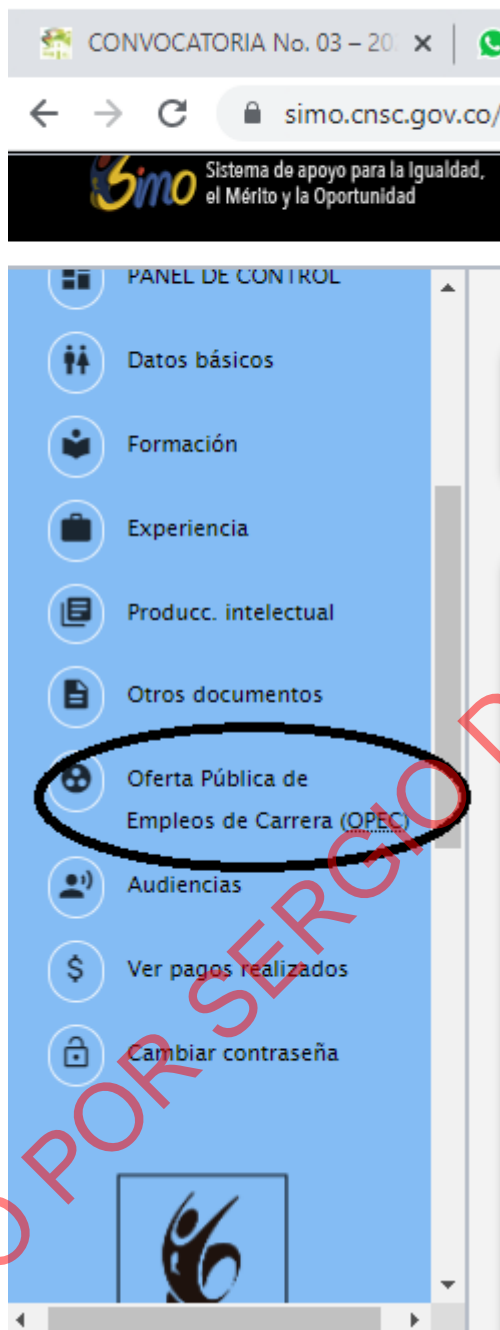 CONVOCATORIA No. 03 – 20
simo.cnsc.gov.co/
Simo Sistema de apoyo para la Igualdad,
el Mérito y la Oportunidad
PANEL DE CONTROL
Datos básicos
Formación
Experiencia
Producc. intelectual
Otros documentos
Oferta Pública de
Empleos de Carrera (OPEC)
Audiencias
Ver pagos realizados
Cambiar contraseña
O POR SERGIO D